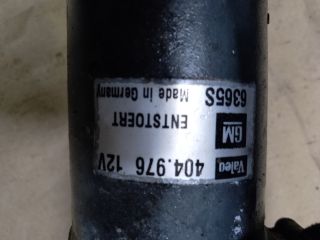 Valeo 404.976 12V
GM ENTSTOERT
6365S Made in Germany